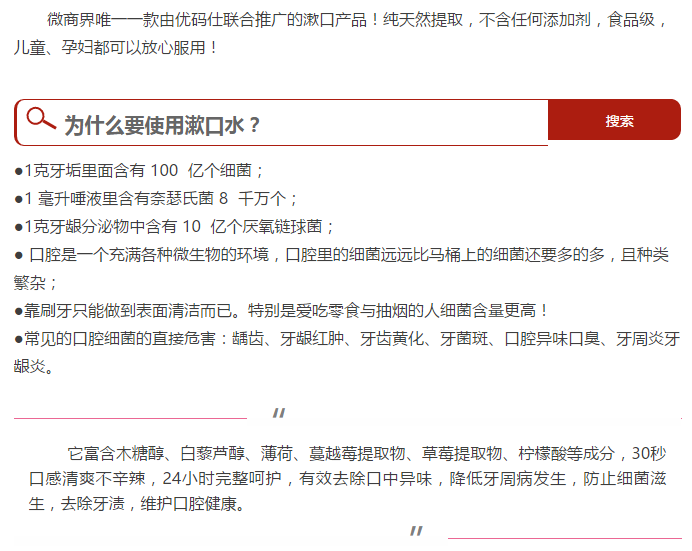 微商界唯一一款由优码仕联合推广的漱口产品！纯天然提取，不含任何添加剂，食品级，
儿童、孕妇都可以放心服用！
为什么要使用漱口水？
搜索
●1克牙垢里面含有 100 亿个细菌；
●1 毫升唾液里含有奈瑟氏菌 8 千万个；
●1克牙龈分泌物中含有 10 亿个厌氧链球菌；
● 口腔是一个充满各种微生物的环境，口腔里的细菌远远比马桶上的细菌还要多的多，且种类
繁杂；
●靠刷牙只能做到表面清洁而已。特别是爱吃零食与抽烟的人细菌含量更高！
●常见的口腔细菌的直接危害：龋齿、牙龈红肿、牙齿黄化、牙菌斑、口腔异味口臭、牙周炎牙
龈炎。
"
它富含木糖醇、白藜芦醇、薄荷、蔓越莓提取物、草莓提取物、柠檬酸等成分，30秒
口感清爽不辛辣，24小时完整呵护，有效去除口中异味，降低牙周病发生，防止细菌滋
生，去除牙渍，维护口腔健康。
"